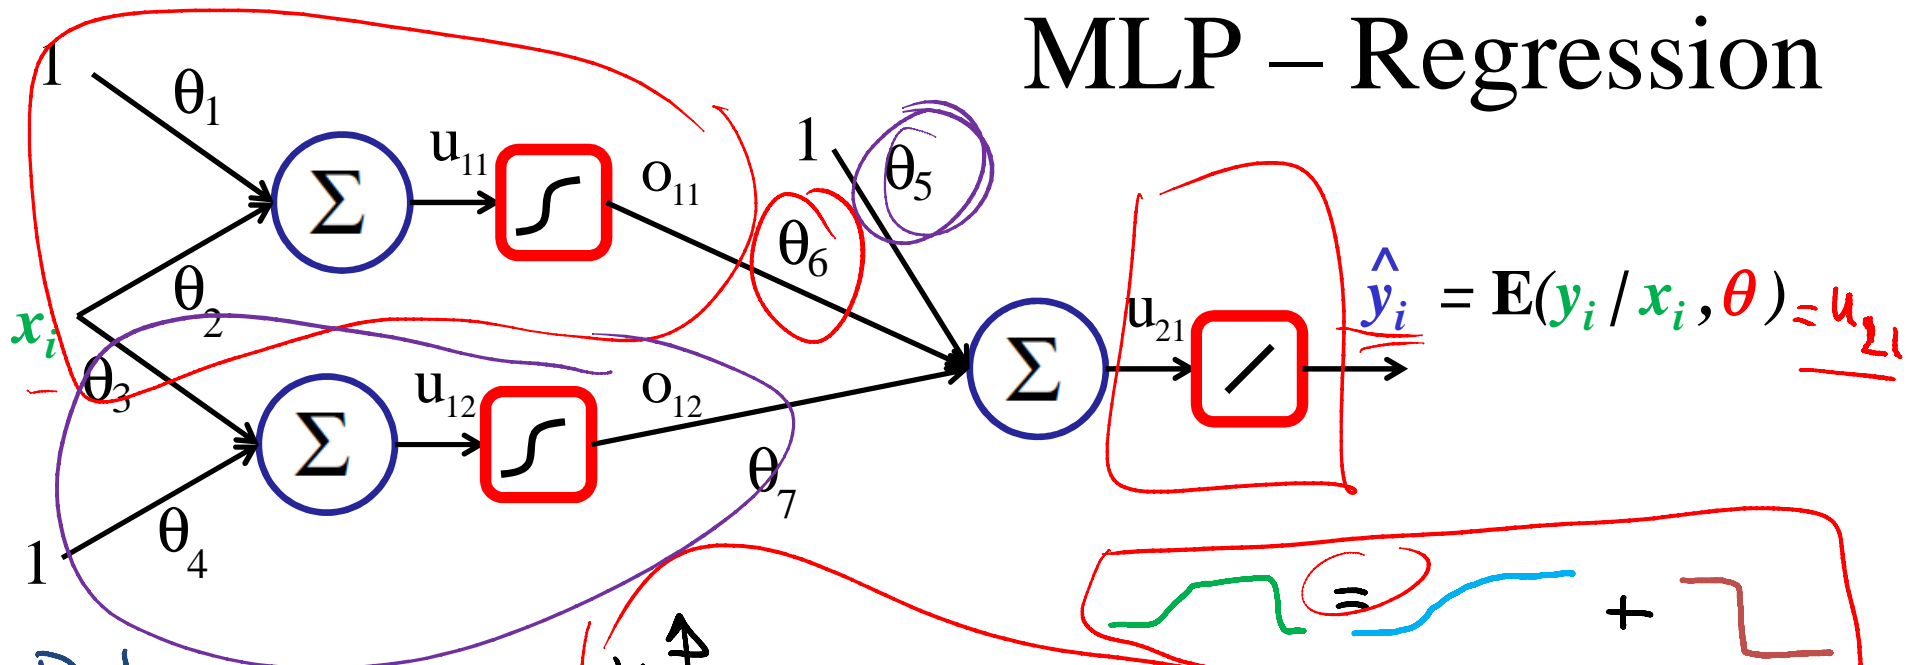 MLP – Regression
1
θ₁
u₁₁
o₁₁
1
θ₅
θ₆
θ₂
xᵢ
u₂₁
ŷᵢ = E(yᵢ / xᵢ, θ) = u₂₁
θ₃
Σ
Σ
Σ
u₁₂
o₁₂
θ₇
θ₄
1
=
+